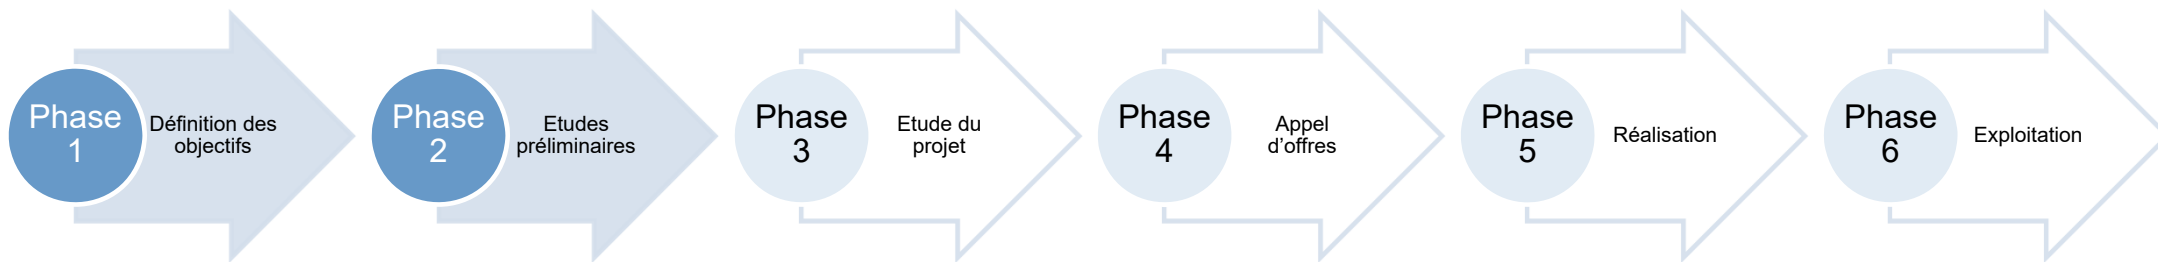 Phase
1
Définition des
objectifs
Phase
2
Etudes
préliminaires
Phase
3
Etude du
projet
Phase
4
Appel
d’offres
Phase
5
Réalisation
Phase
6
Exploitation